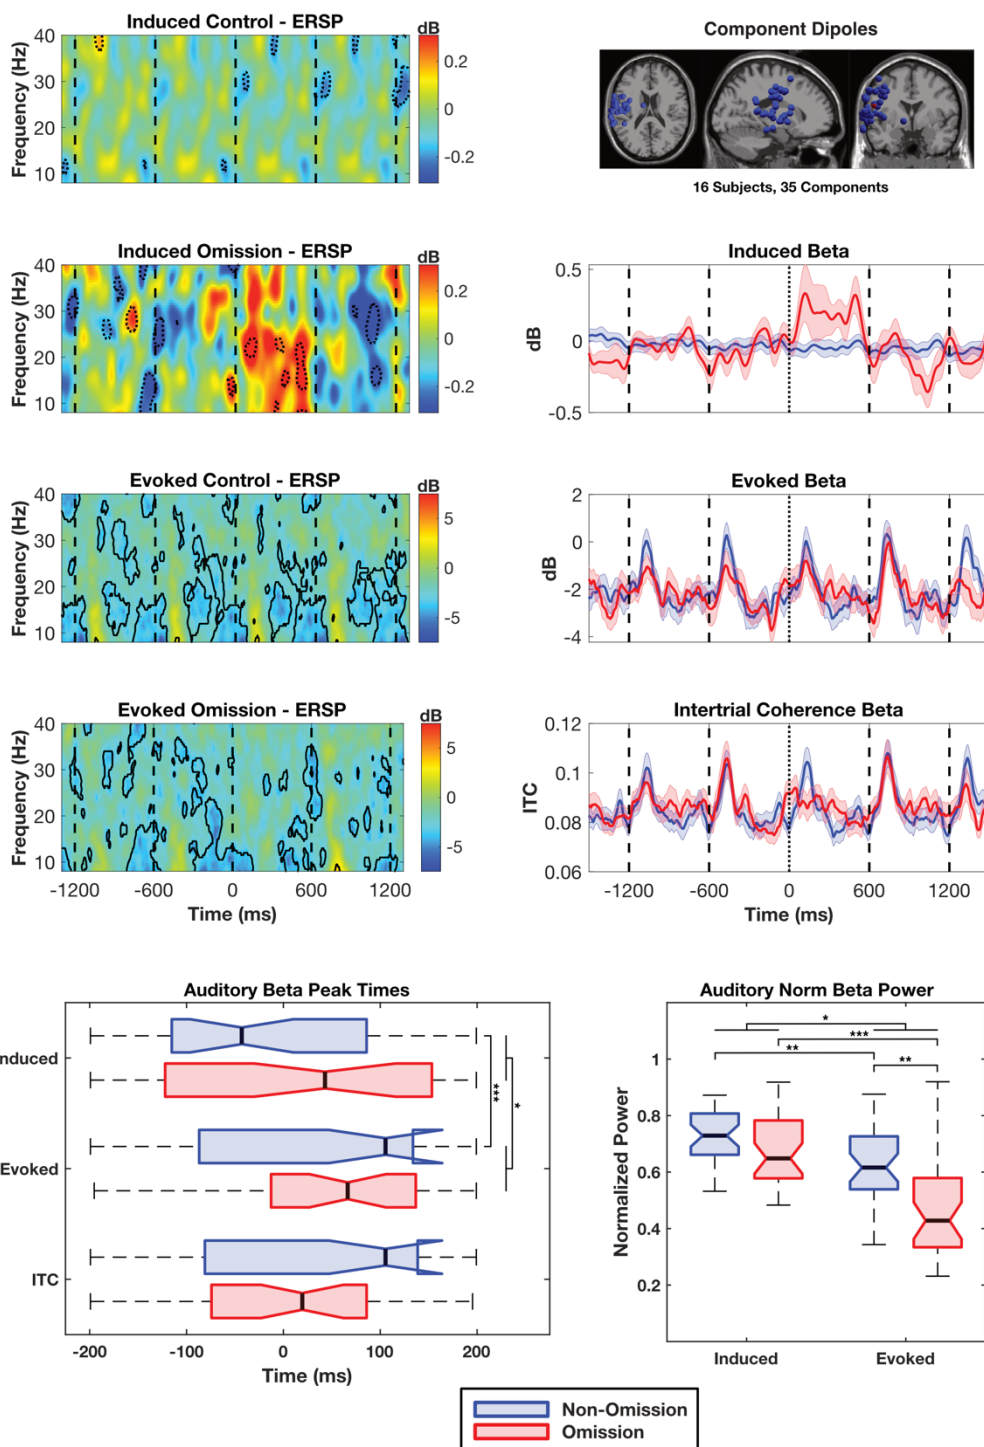 Induced Control - ERSP
dB
Component Dipoles
Frequency (Hz)
40
30
20
10
0.2
0
-0.2
16 Subjects, 35 Components
Induced Omission - ERSP
dB
Frequency (Hz)
40
30
20
10
0.2
0
-0.2
Induced Beta
dB
0.5
0
-0.5
Evoked Control - ERSP
dB
Frequency (Hz)
40
30
20
10
5
0
-5
Evoked Beta
dB
2
0
-2
-4
Evoked Omission - ERSP
dB
Frequency (Hz)
40
30
20
10
5
0
-5
-1200 -600 0 600 1200
Time (ms)
Intertrial Coherence Beta
ITC
0.12
0.1
0.08
0.06
-1200 -600 0 600 1200
Time (ms)
Auditory Beta Peak Times
nduced
Evoked
ITC
***
*
-200 -100 0 100 200
Time (ms)
Auditory Norm Beta Power
Normalized Power
1
0.8
0.6
0.4
0.2
*
***
**
**
Induced Evoked
Non-Omission
Omission